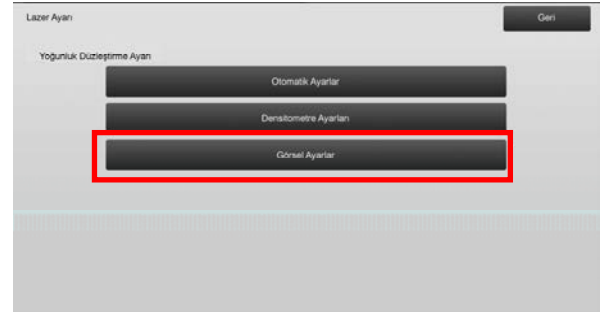 Lazer Ayarı
Geri
Yoğunluk Düzleştirme Ayarı
Otomatik Ayarlar
Densitometre Ayarları
Görsel Ayarlar